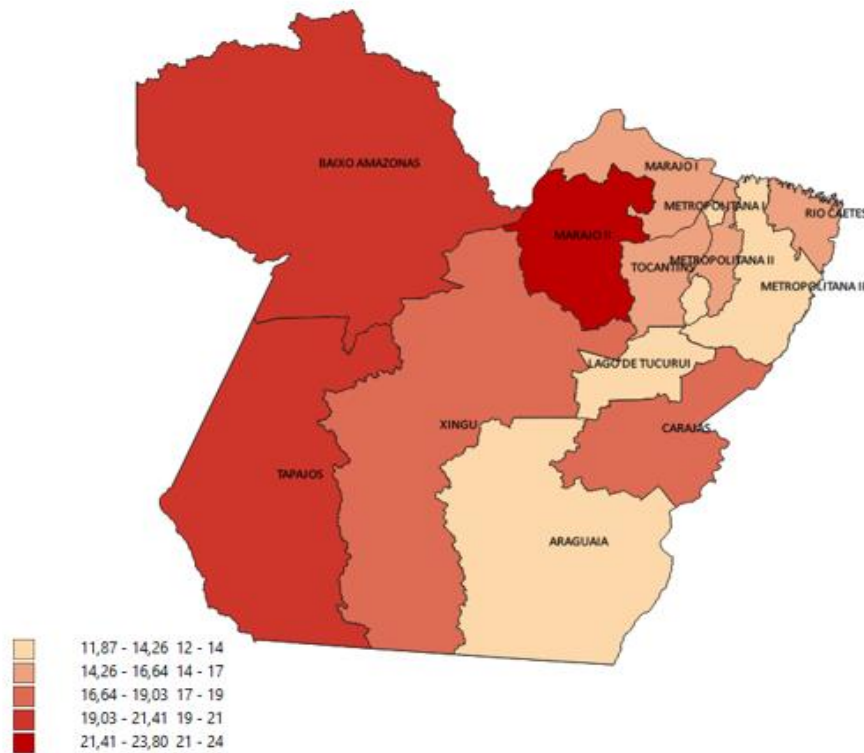 BAIXO AMAZONAS
MARAJO I
METROPOLITANA I
RIO CAETES
MARAJO II
METROPOLITANA II
TOCANTINS
METROPOLITANA II
LAGO DE TUCURUI
XINGU
CARAJAS
TAPAJOS
ARAGUAIA
11,87 - 14,26 12 - 14
14,26 - 16,64 14 - 17
16,64 - 19,03 17 - 19
19,03 - 21,41 19 - 21
21,41 - 23,80 21 - 24